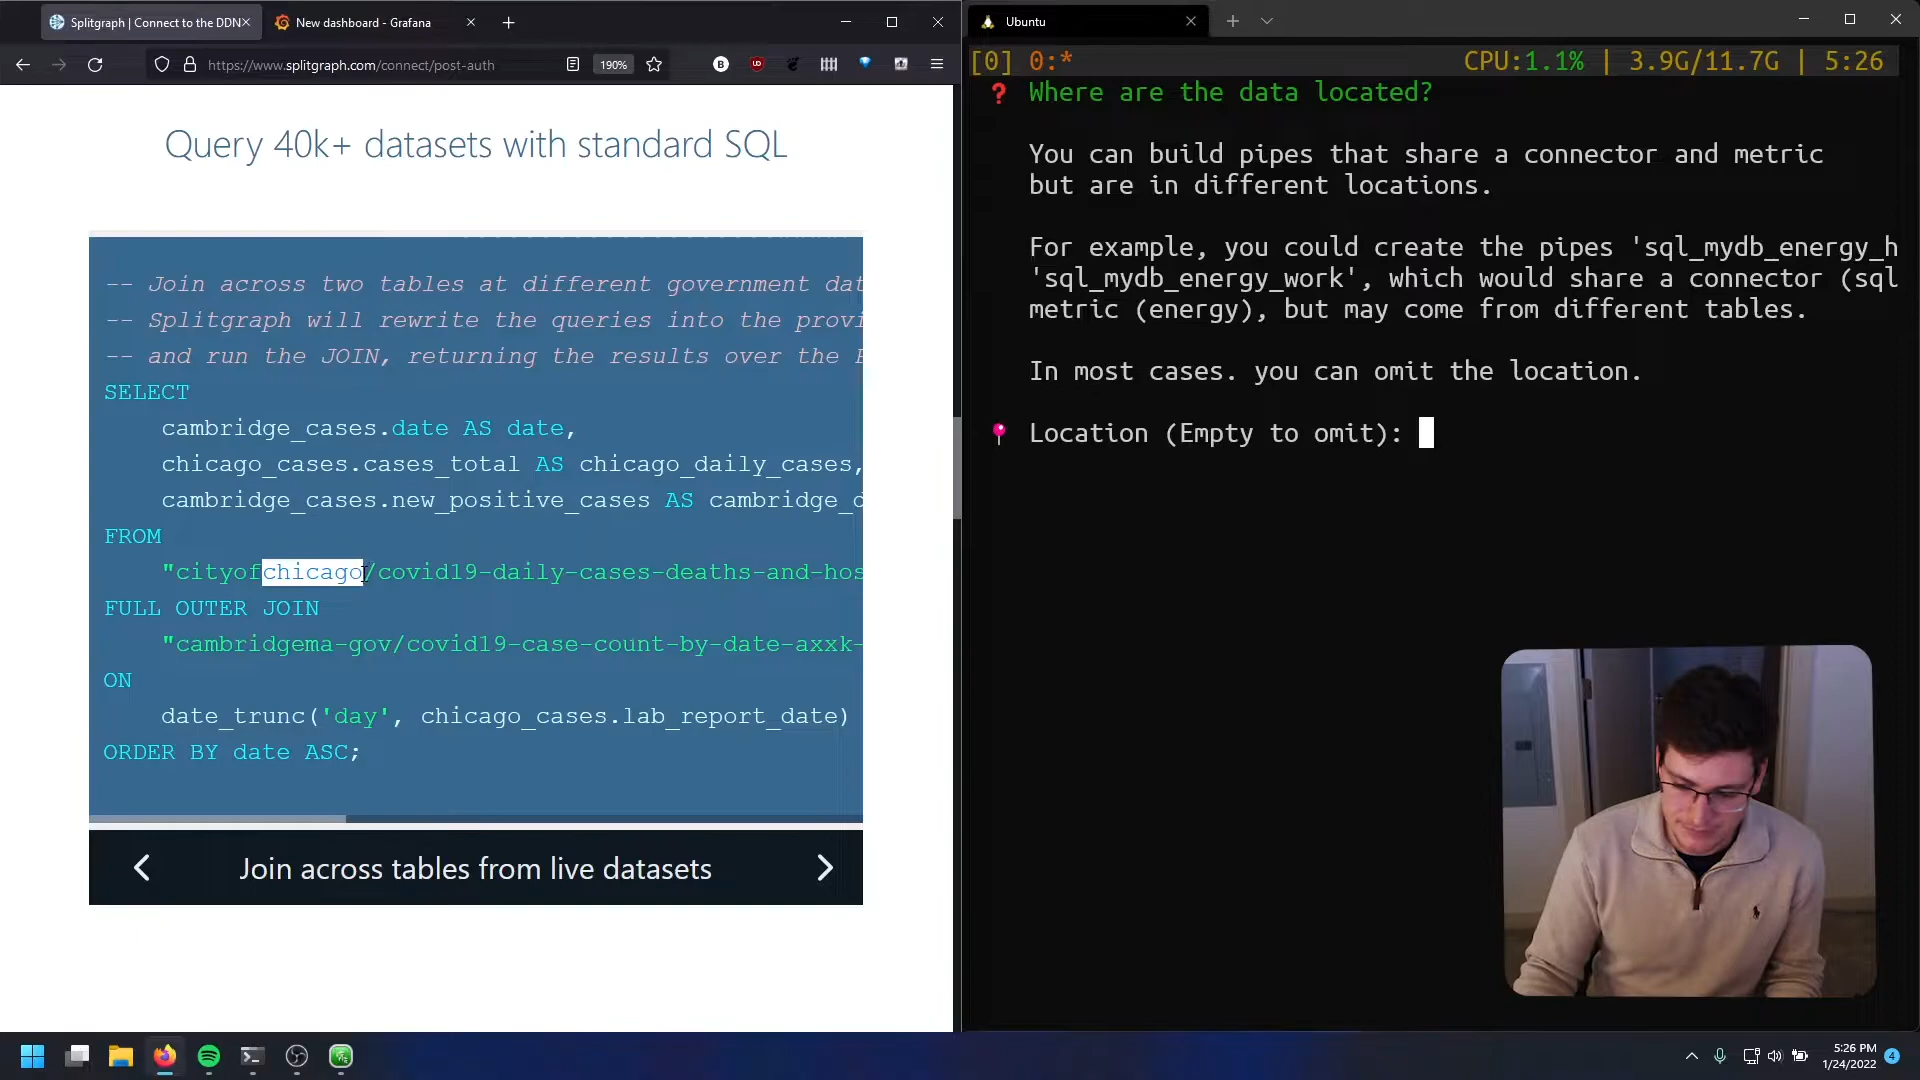 Splitgraph | Connect to the DDN
New dashboard - Grafana
https://www.splitgraph.com/connect/post-auth
190%
Query 40k+ datasets with standard SQL
-- Join across two tables at different government dat
-- Splitgraph will rewrite the queries into the provi
-- and run the JOIN, returning the results over the
SELECT
cambridge_cases.date AS date,
chicago_cases.cases_total AS chicago_daily_cases,
cambridge_cases.new_positive_cases AS cambridge_d
FROM
"cityofchicago/covid19-daily-cases-deaths-and-hos
FULL OUTER JOIN
"cambridgema-gov/covid19-case-count-by-date-axxk-
ON
date_trunc('day', chicago_cases.lab_report_date)
ORDER BY date ASC;
Join across tables from live datasets
Ubuntu
[0] 0:* CPU:1.1% | 3.9G/11.7G | 5:26
? Where are the data located?
You can build pipes that share a connector and metric
but are in different locations.
For example, you could create the pipes 'sql_mydb_energy_h
'sql_mydb_energy_work', which would share a connector (sql
metric (energy), but may come from different tables.
In most cases. you can omit the location.
Location (Empty to omit):
5:26 PM
1/24/2022
4